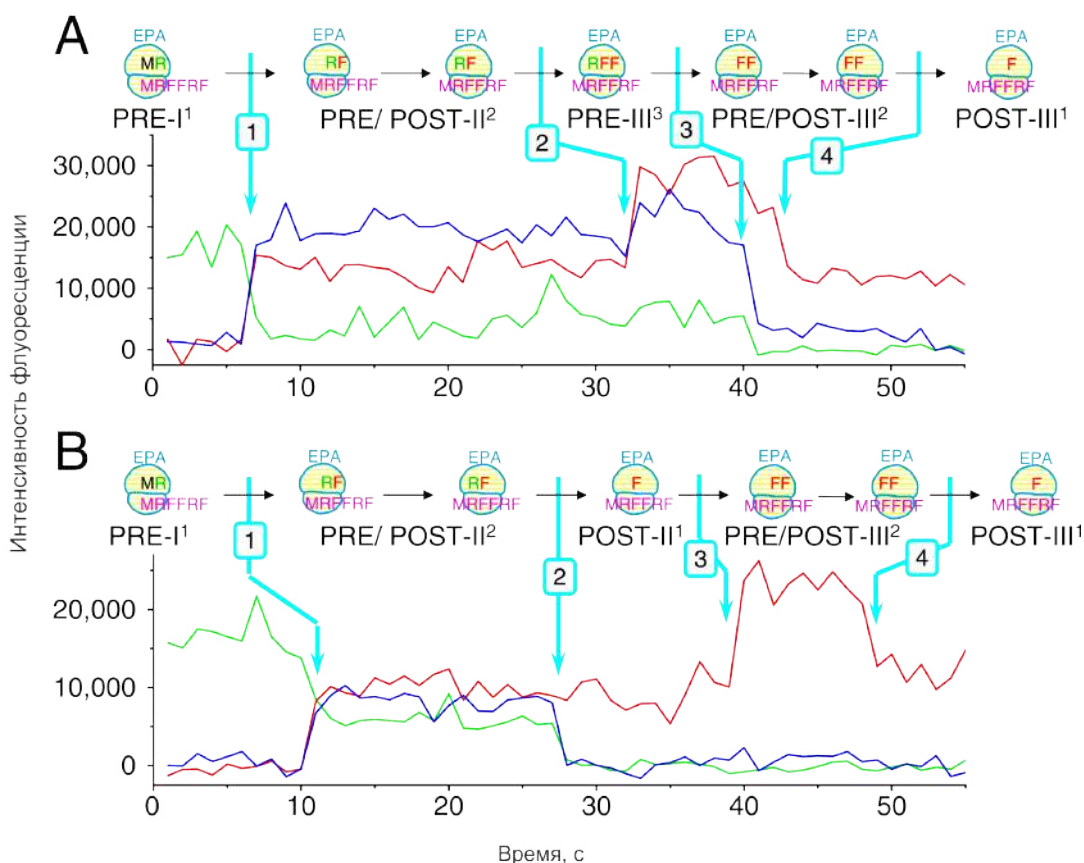 A
EPA EPA EPA EPA EPA EPA EPA
MR RF RF RFF FF FF F
MRFFRF MRFFRF MRFFRF MRFFRF MRFFRF MRFFRF MRFFRF
PRE-I¹ PRE/ POST-II² PRE-III³ PRE/POST-III² POST-III¹
1 2 3 4
30,000
20,000
10,000
0
0 10 20 30 40 50
Интенсивность флуоресценции
B
EPA EPA EPA EPA EPA EPA EPA
MR RF RF F FF FF F
MRFFRF MRFFRF MRFFRF MRFFRF MRFFRF MRFFRF MRFFRF
PRE-I¹ PRE/ POST-II² POST-II¹ PRE/POST-III² POST-III¹
1 2 3 4
20,000
10,000
0
0 10 20 30 40 50
Время, с